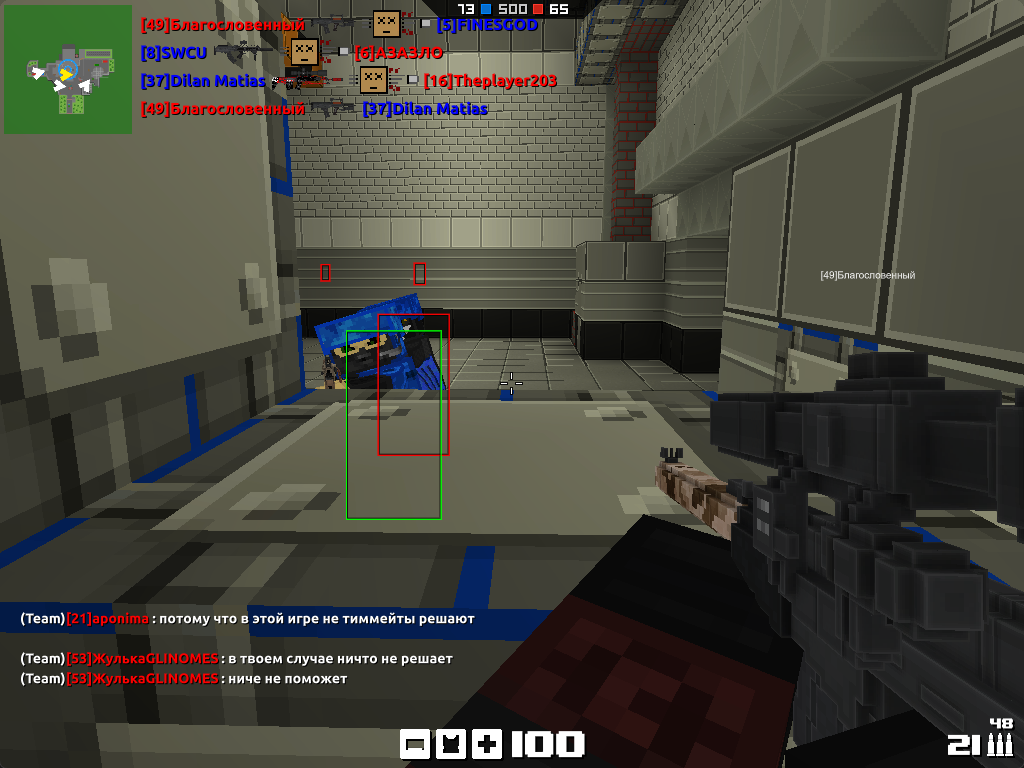 13 500 65
[49]Благословенный [5]FINESGOD
[8]SWCU [6]АЗАЗЛО
[37]Dilan Matias [16]Theplayer203
[49]Благословенный [37]Dilan Matias
[49]Благословенный
(Team)[21]aponima : потому что в этой игре не тиммейты решают
(Team)[53]ЖулькаGLINOMES : в твоем случае ничто не решает
(Team)[53]ЖулькаGLINOMES : ниче не поможет
100
48
21